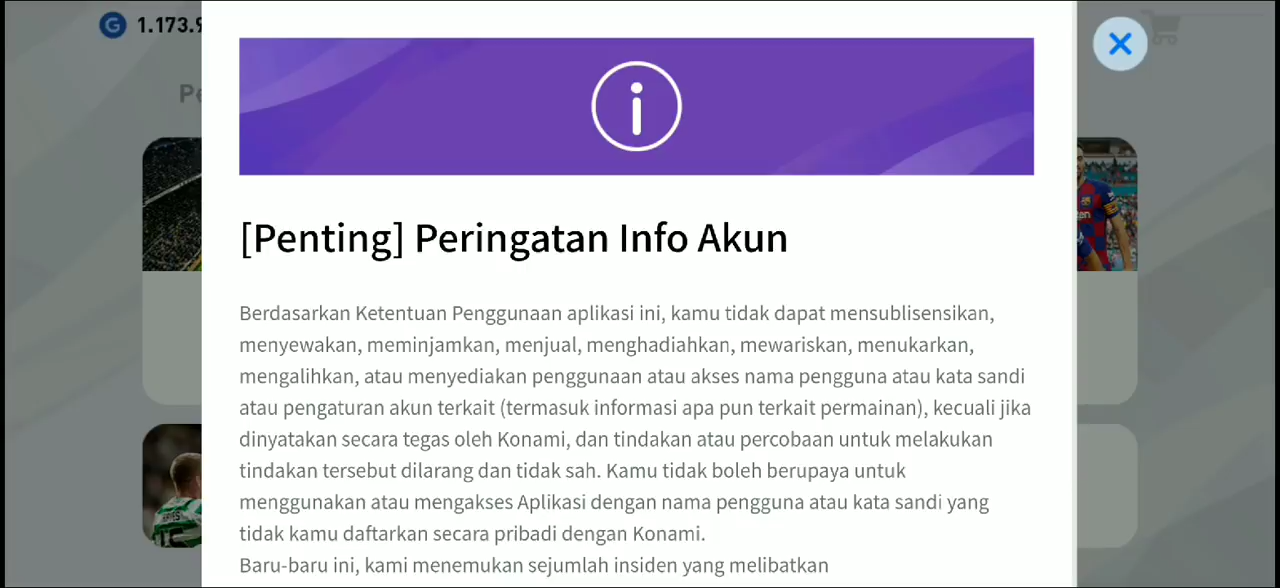 G 1.173.9
[Penting] Peringatan Info Akun
Berdasarkan Ketentuan Penggunaan aplikasi ini, kamu tidak dapat mensublisensikan,
menyewakan, meminjamkan, menjual, menghadiahkan, mewariskan, menukarkan,
mengalihkan, atau menyediakan penggunaan atau akses nama pengguna atau kata sandi
atau pengaturan akun terkait (termasuk informasi apa pun terkait permainan), kecuali jika
dinyatakan secara tegas oleh Konami, dan tindakan atau percobaan untuk melakukan
tindakan tersebut dilarang dan tidak sah. Kamu tidak boleh berupaya untuk
menggunakan atau mengakses Aplikasi dengan nama pengguna atau kata sandi yang
tidak kamu daftarkan secara pribadi dengan Konami.
Baru-baru ini, kami menemukan sejumlah insiden yang melibatkan